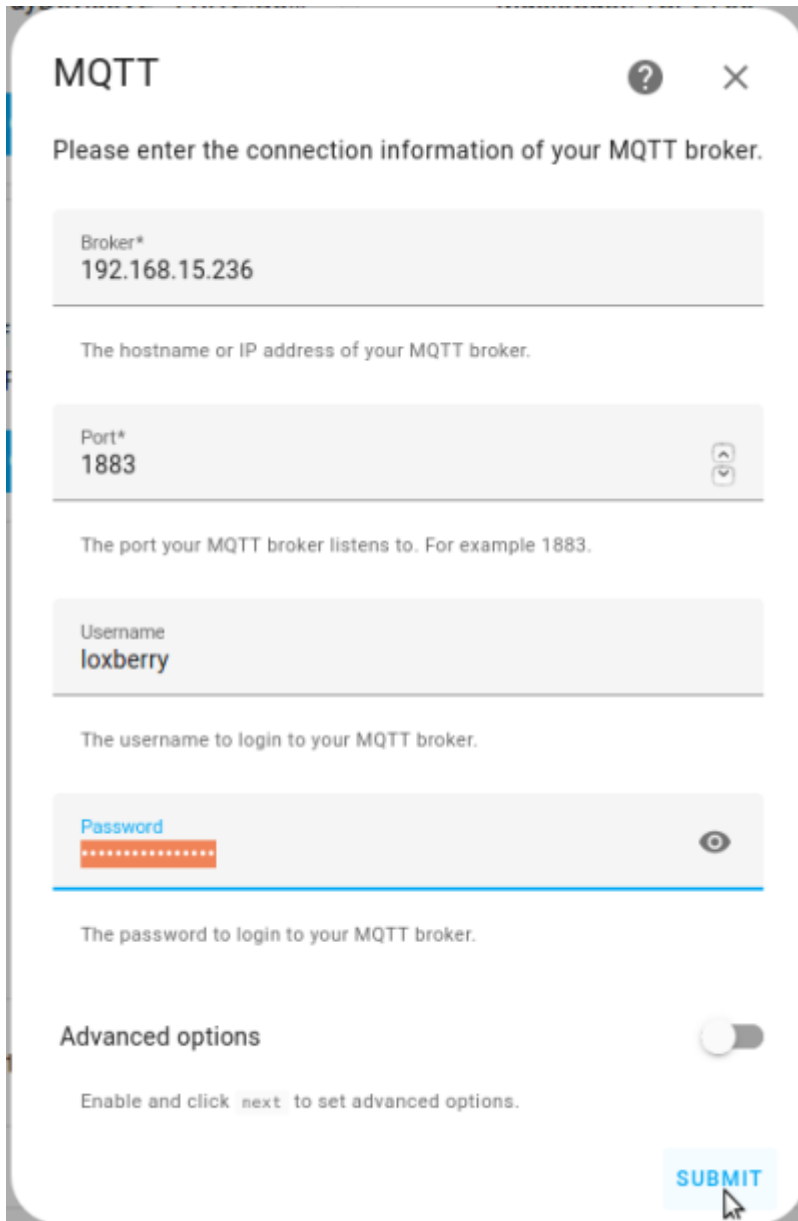 MQTT
Please enter the connection information of your MQTT broker.
Broker*
192.168.15.236
The hostname or IP address of your MQTT broker.
Port*
1883
The port your MQTT broker listens to. For example 1883.
Username
loxberry
The username to login to your MQTT broker.
Password
••••••••••••••••
The password to login to your MQTT broker.
Advanced options
Enable and click next to set advanced options.
SUBMIT